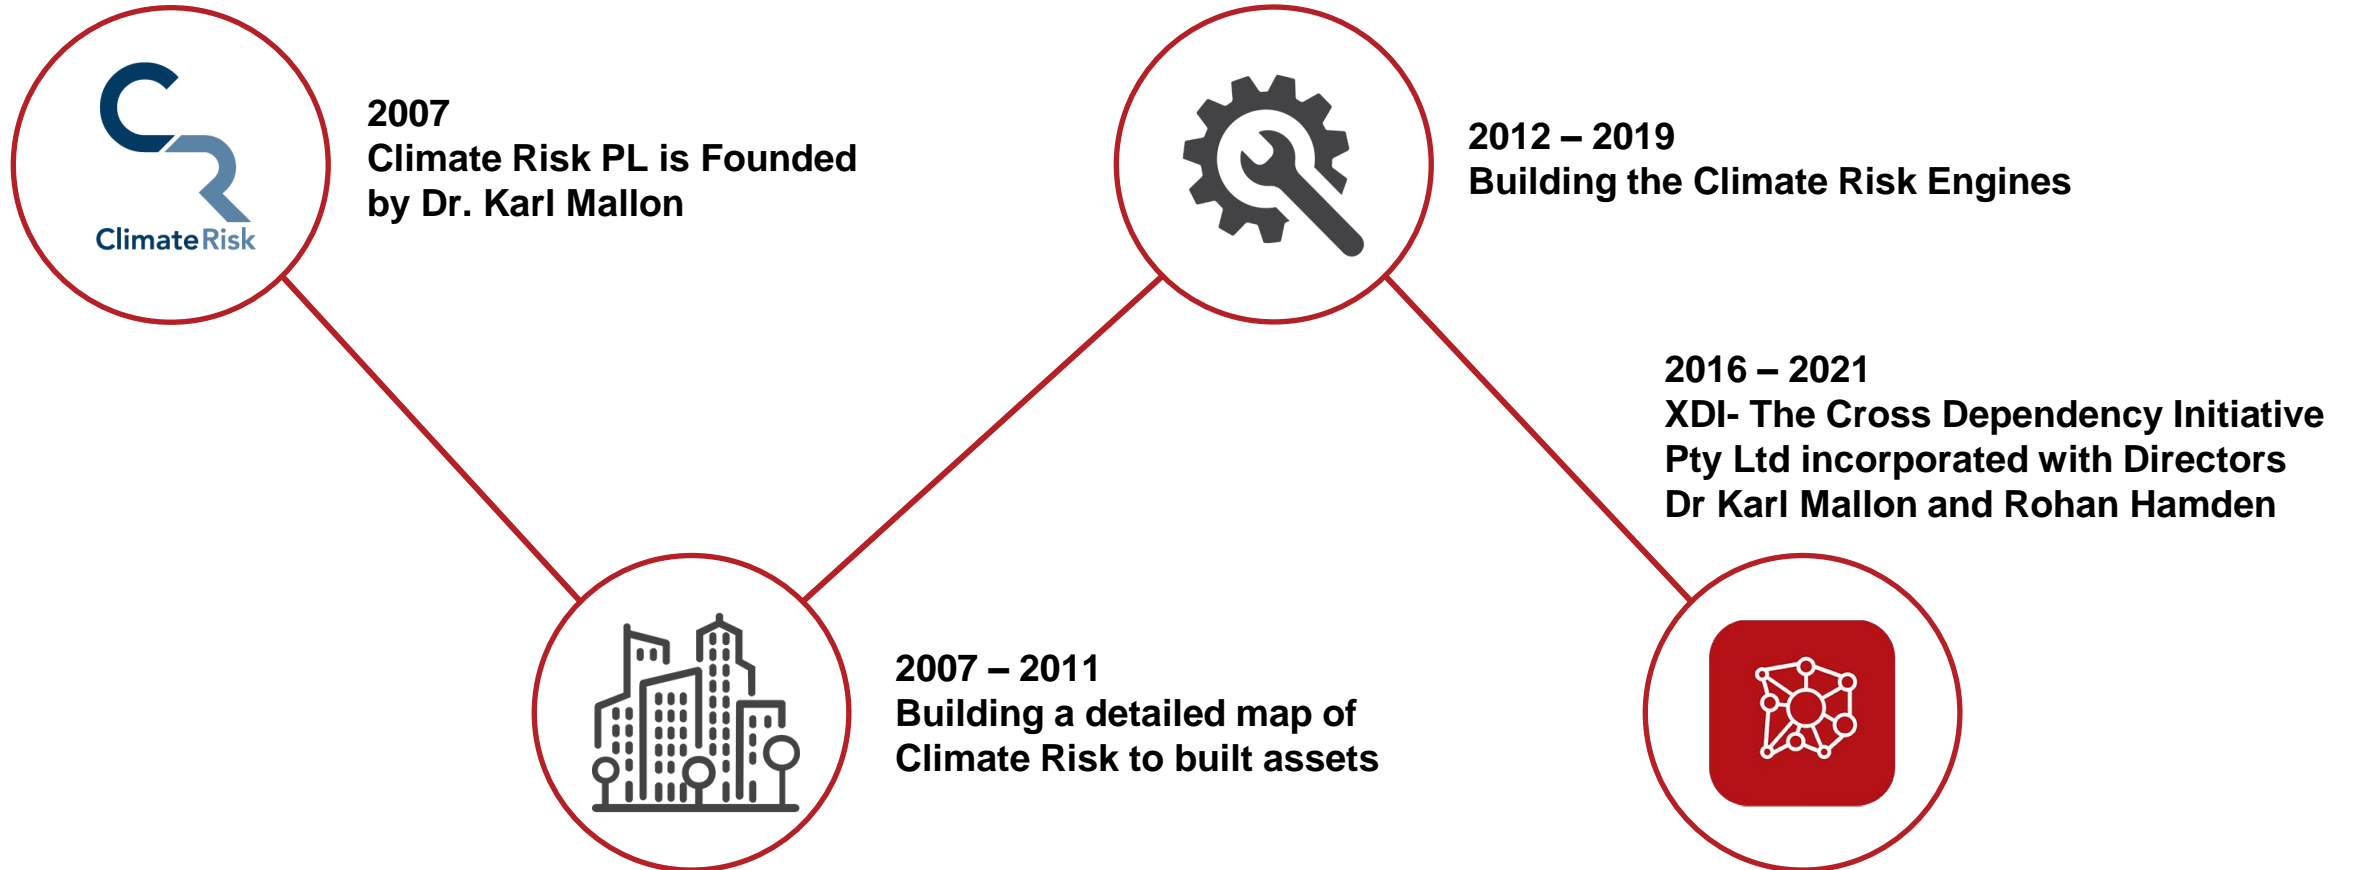 ClimateRisk
2007
Climate Risk PL is Founded
by Dr. Karl Mallon
2007 – 2011
Building a detailed map of
Climate Risk to built assets
2012 – 2019
Building the Climate Risk Engines
2016 – 2021
XDI- The Cross Dependency Initiative
Pty Ltd incorporated with Directors
Dr Karl Mallon and Rohan Hamden